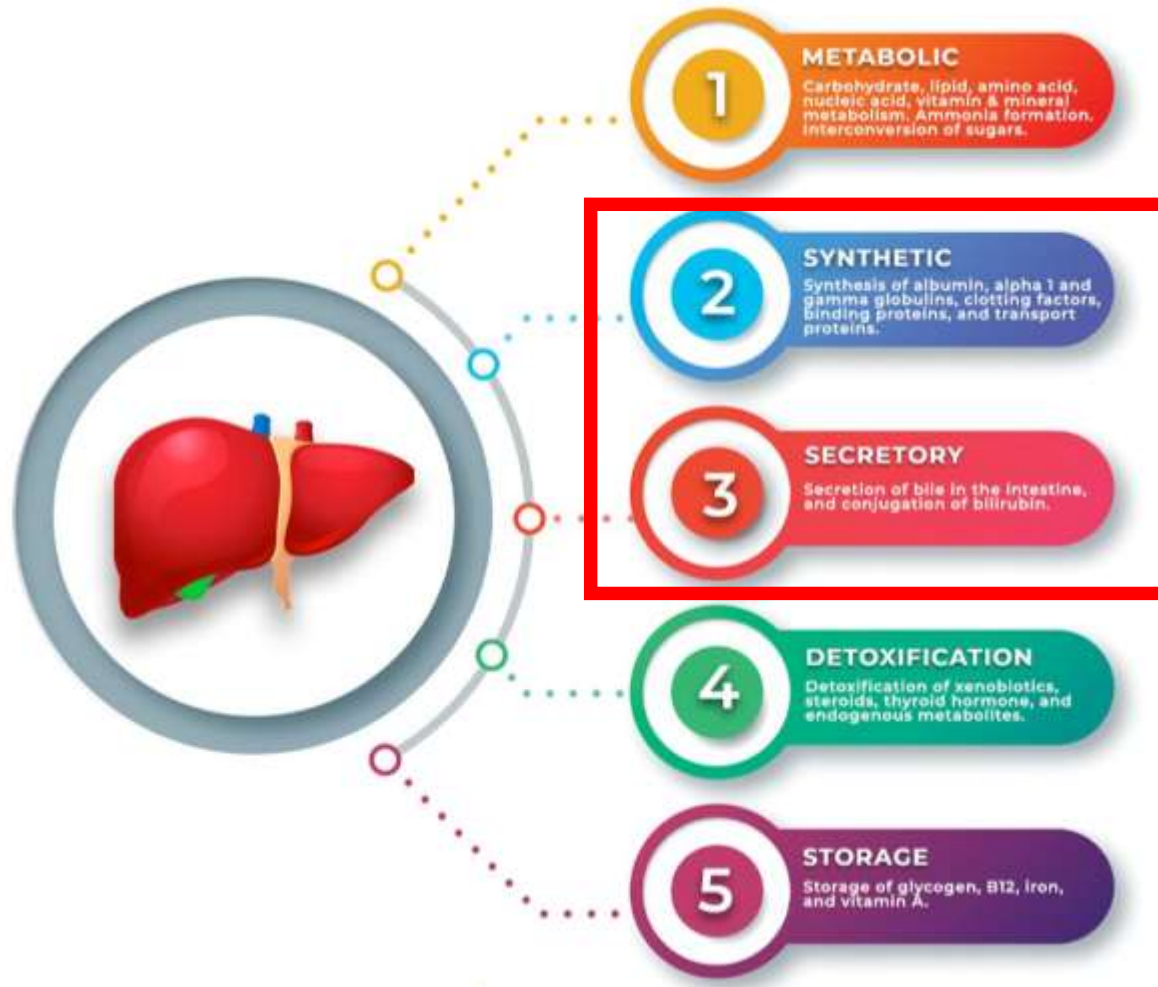 1
METABOLIC
Carbohydrate, lipid, amino acid,
nucleic acid, vitamin & mineral
metabolism. Ammonia formation.
Interconversion of sugars.
2
SYNTHETIC
Synthesis of albumin, alpha 1 and
gamma globulins, clotting factors,
binding proteins, and transport
proteins.
3
SECRETORY
Secretion of bile in the intestine,
and conjugation of bilirubin.
4
DETOXIFICATION
Detoxification of xenobiotics,
steroids, thyroid hormone, and
endogenous metabolites.
5
STORAGE
Storage of glycogen, B12, iron,
and vitamin A.